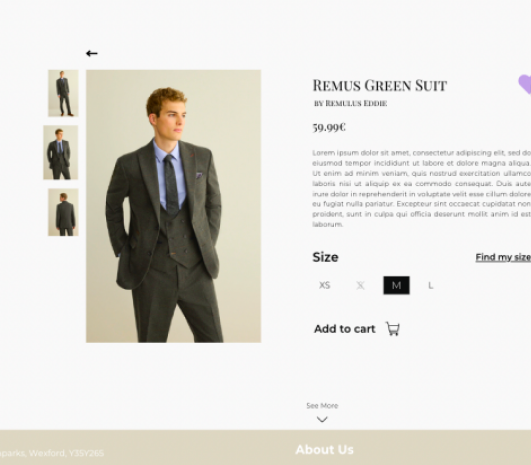 Remus Green Suit
by Remulus Eddie
59.99€
Lorem ipsum dolor sit amet, consectetur adipiscing elit, sed do
eiusmod tempor incididunt ut labore et dolore magna aliqua.
Ut enim ad minim veniam, quis nostrud exercitation ullamco
laboris nisi ut aliquip ex ea commodo consequat. Duis aute
irure dolor in reprehenderit in voluptate velit esse cillum dolore
eu fugiat nulla pariatur. Excepteur sint occaecat cupidatat non
proident, sunt in culpa qui officia deserunt mollit anim id est
laborum.
Size Find my size
XS X M L
Add to cart
See More
About Us
Wexford, Y35Y265